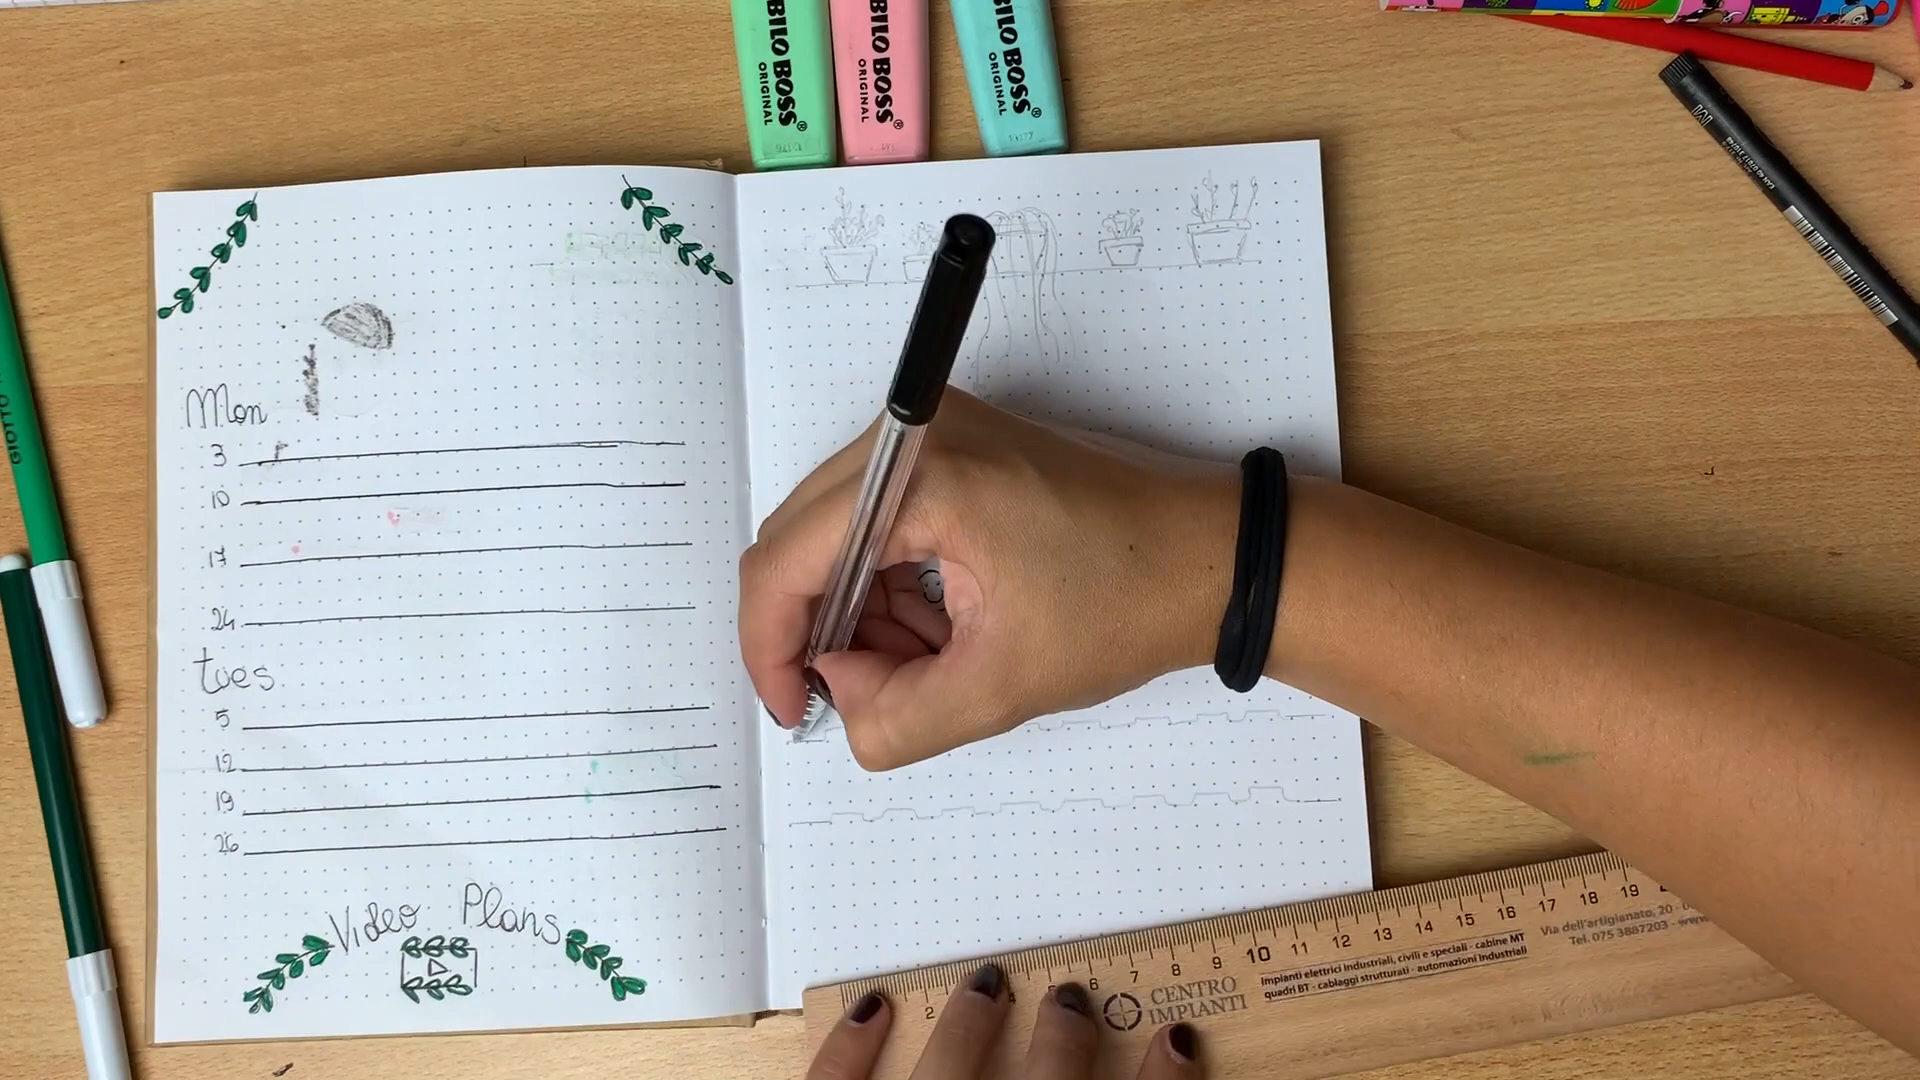 BILO BOSS
ORIGINAL
BILO BOSS
ORIGINAL
BILO BOSS
ORIGINAL
Mon
3
10
17
24
toes
5
12
19
26
Video Plans
GIOTTO
2 4 5 6 7 8 9 10 11 12 13 14 15 16 17 18 19
CENTRO
IMPIANTI
Impianti elettrici industriali, civili e speciali - cabine MT
quadri BT - cablaggi strutturati - automazioni industriali
Via dell'artigianato, 20 -
Tel. 075 3887203 - www